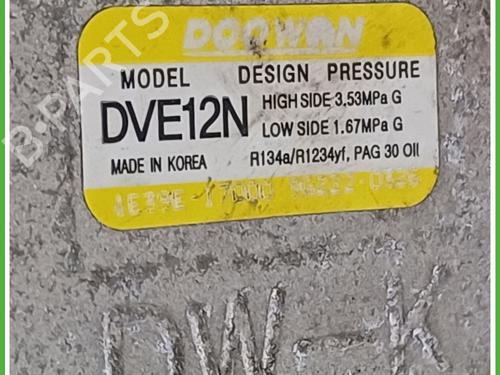 DOOWON
MODEL DESIGN PRESSURE
DVE12N HIGH SIDE 3.53MPa G
LOW SIDE 1.67MPa G
MADE IN KOREA R134a/R1234yf, PAG 30 OIl
DW-K
B-PARTS